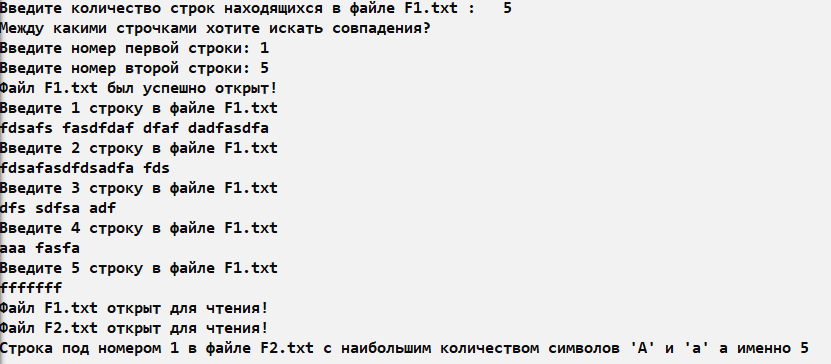 Введите количество строк находящихся в файле F1.txt :   5
Между какими строчками хотите искать совпадения?
Введите номер первой строки: 1
Введите номер второй строки: 5
Файл F1.txt был успешно открыт!
Введите 1 строку в файле F1.txt
fdsafs fasdfdaf dfaf dadfasdfa
Введите 2 строку в файле F1.txt
fdsafasdfdsadfa fds
Введите 3 строку в файле F1.txt
dfs sdfsa adf
Введите 4 строку в файле F1.txt
aaa fasfa
Введите 5 строку в файле F1.txt
fffffff
Файл F1.txt открыт для чтения!
Файл F2.txt открыт для чтения!
Строка под номером 1 в файле F2.txt с наибольшим количеством символов 'A' и 'a' а именно 5